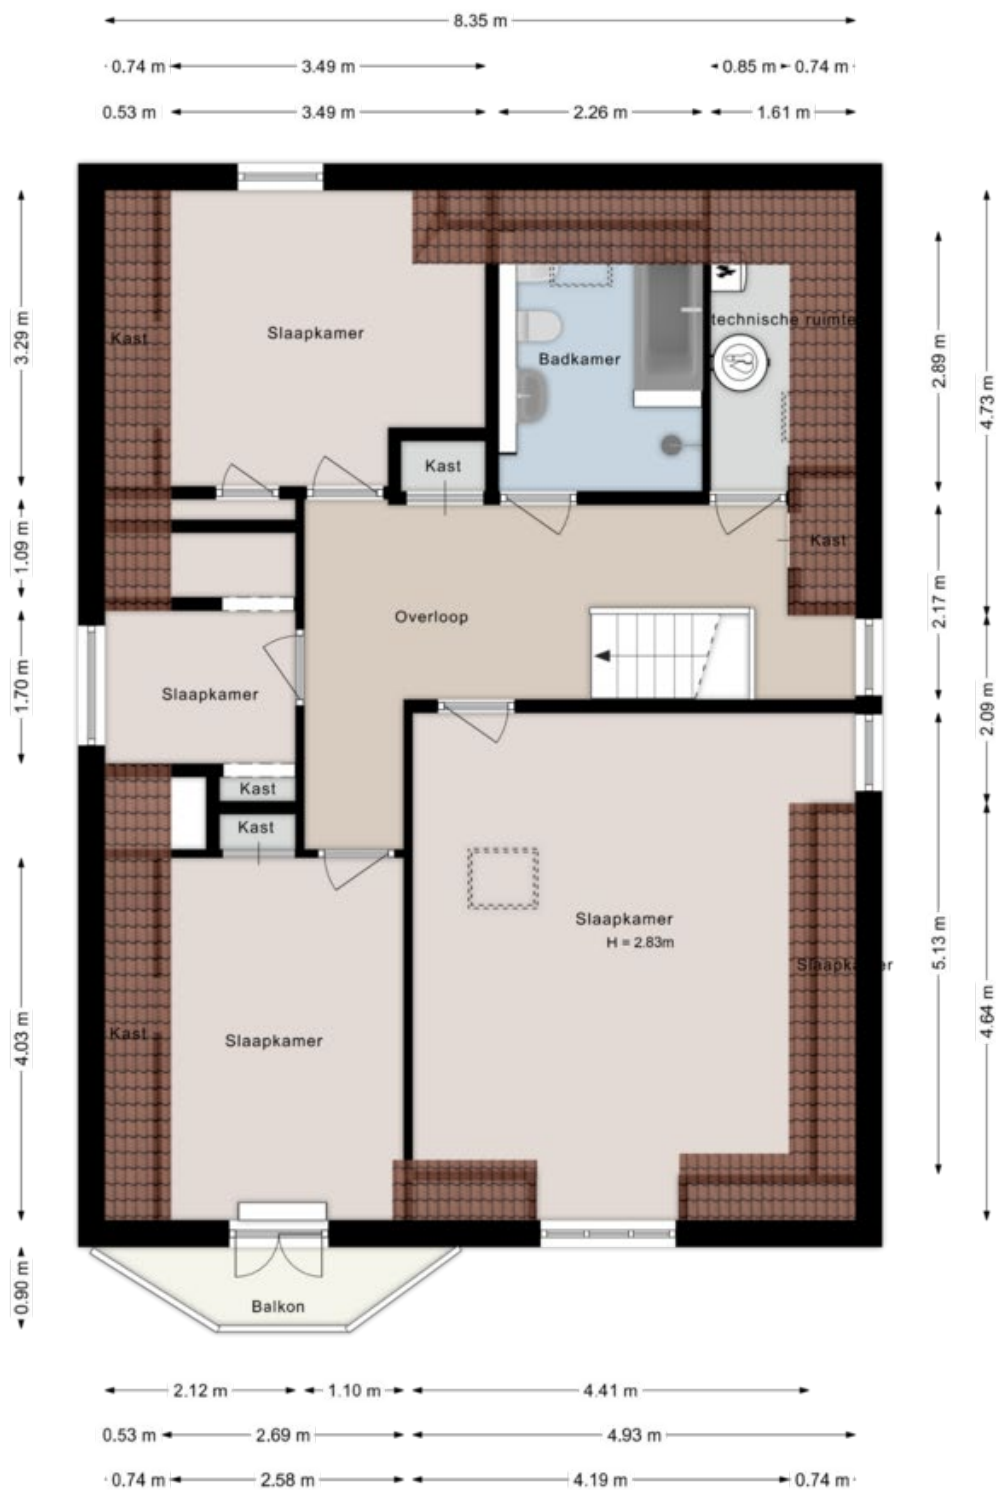 8.35 m
0.74 m
3.49 m
0.85 m
0.74 m
0.53 m
3.49 m
2.26 m
1.61 m
3.29 m
1.09 m
1.70 m
4.03 m
0.90 m
Kast
Slaapkamer
Badkamer
technische ruimte
Kast
Kast
Overloop
Slaapkamer
Kast
Kast
Slaapkamer
H = 2.83m
Slaapkamer
Kast
Slaapkamer
Balkon
2.89 m
2.17 m
5.13 m
4.73 m
2.09 m
4.64 m
2.12 m
1.10 m
4.41 m
0.53 m
2.69 m
4.93 m
0.74 m
2.58 m
4.19 m
0.74 m